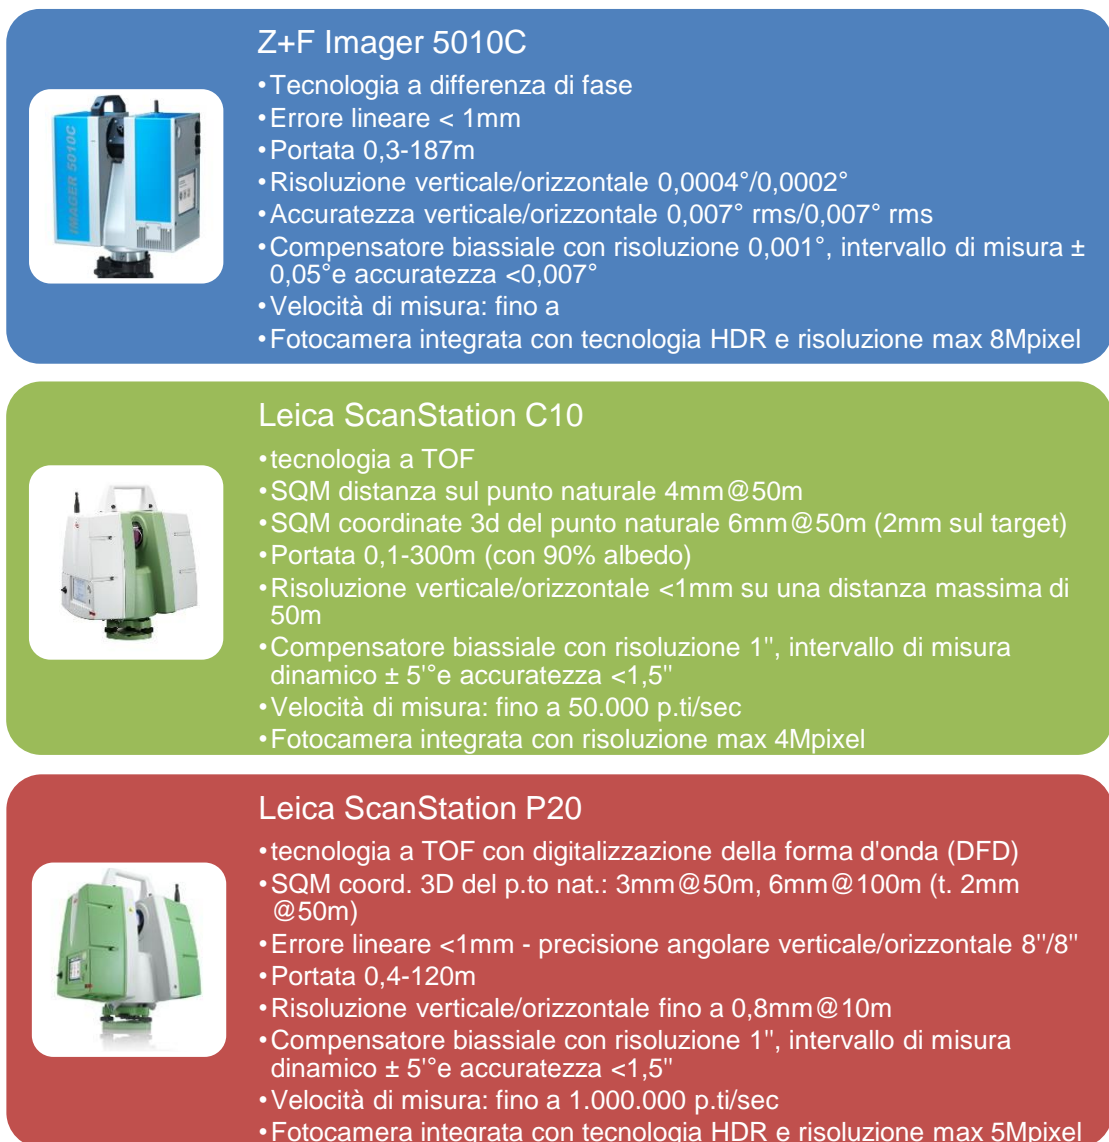 Z+F Imager 5010C
•Tecnologia a differenza di fase
•Errore lineare < 1mm
•Portata 0,3-187m
•Risoluzione verticale/orizzontale 0,0004°/0,0002°
•Accuratezza verticale/orizzontale 0,007° rms/0,007° rms
•Compensatore biassiale con risoluzione 0,001°, intervallo di misura ±
0,05°e accuratezza <0,007°
•Velocità di misura: fino a
•Fotocamera integrata con tecnologia HDR e risoluzione max 8Mpixel
IMAGER 5010C
Leica ScanStation C10
•tecnologia a TOF
•SQM distanza sul punto naturale 4mm@50m
•SQM coordinate 3d del punto naturale 6mm@50m (2mm sul target)
•Portata 0,1-300m (con 90% albedo)
•Risoluzione verticale/orizzontale <1mm su una distanza massima di
50m
•Compensatore biassiale con risoluzione 1'', intervallo di misura
dinamico ± 5'°e accuratezza <1,5''
•Velocità di misura: fino a 50.000 p.ti/sec
•Fotocamera integrata con risoluzione max 4Mpixel
Leica ScanStation P20
•tecnologia a TOF con digitalizzazione della forma d'onda (DFD)
•SQM coord. 3D del p.to nat.: 3mm@50m, 6mm@100m (t. 2mm
@50m)
•Errore lineare <1mm - precisione angolare verticale/orizzontale 8''/8''
•Portata 0,4-120m
•Risoluzione verticale/orizzontale fino a 0,8mm@10m
•Compensatore biassiale con risoluzione 1'', intervallo di misura
dinamico ± 5'°e accuratezza <1,5''
•Velocità di misura: fino a 1.000.000 p.ti/sec
•Fotocamera integrata con tecnologia HDR e risoluzione max 5Mpixel